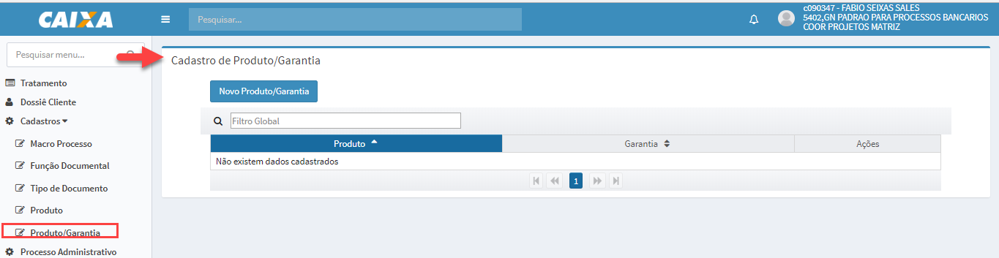 CAIXA
Pesquisar...
c090347 - FABIO SEIXAS SALES
5402,GN PADRAO PARA PROCESSOS BANCARIOS
COOR PROJETOS MATRIZ
Pesquisar menu...
Tratamento
Dossiê Cliente
Cadastros
Macro Processo
Função Documental
Tipo de Documento
Produto
Produto/Garantia
Processo Administrativo
Cadastro de Produto/Garantia
Novo Produto/Garantia
Filtro Global
Produto Garantia Ações
Não existem dados cadastrados
1